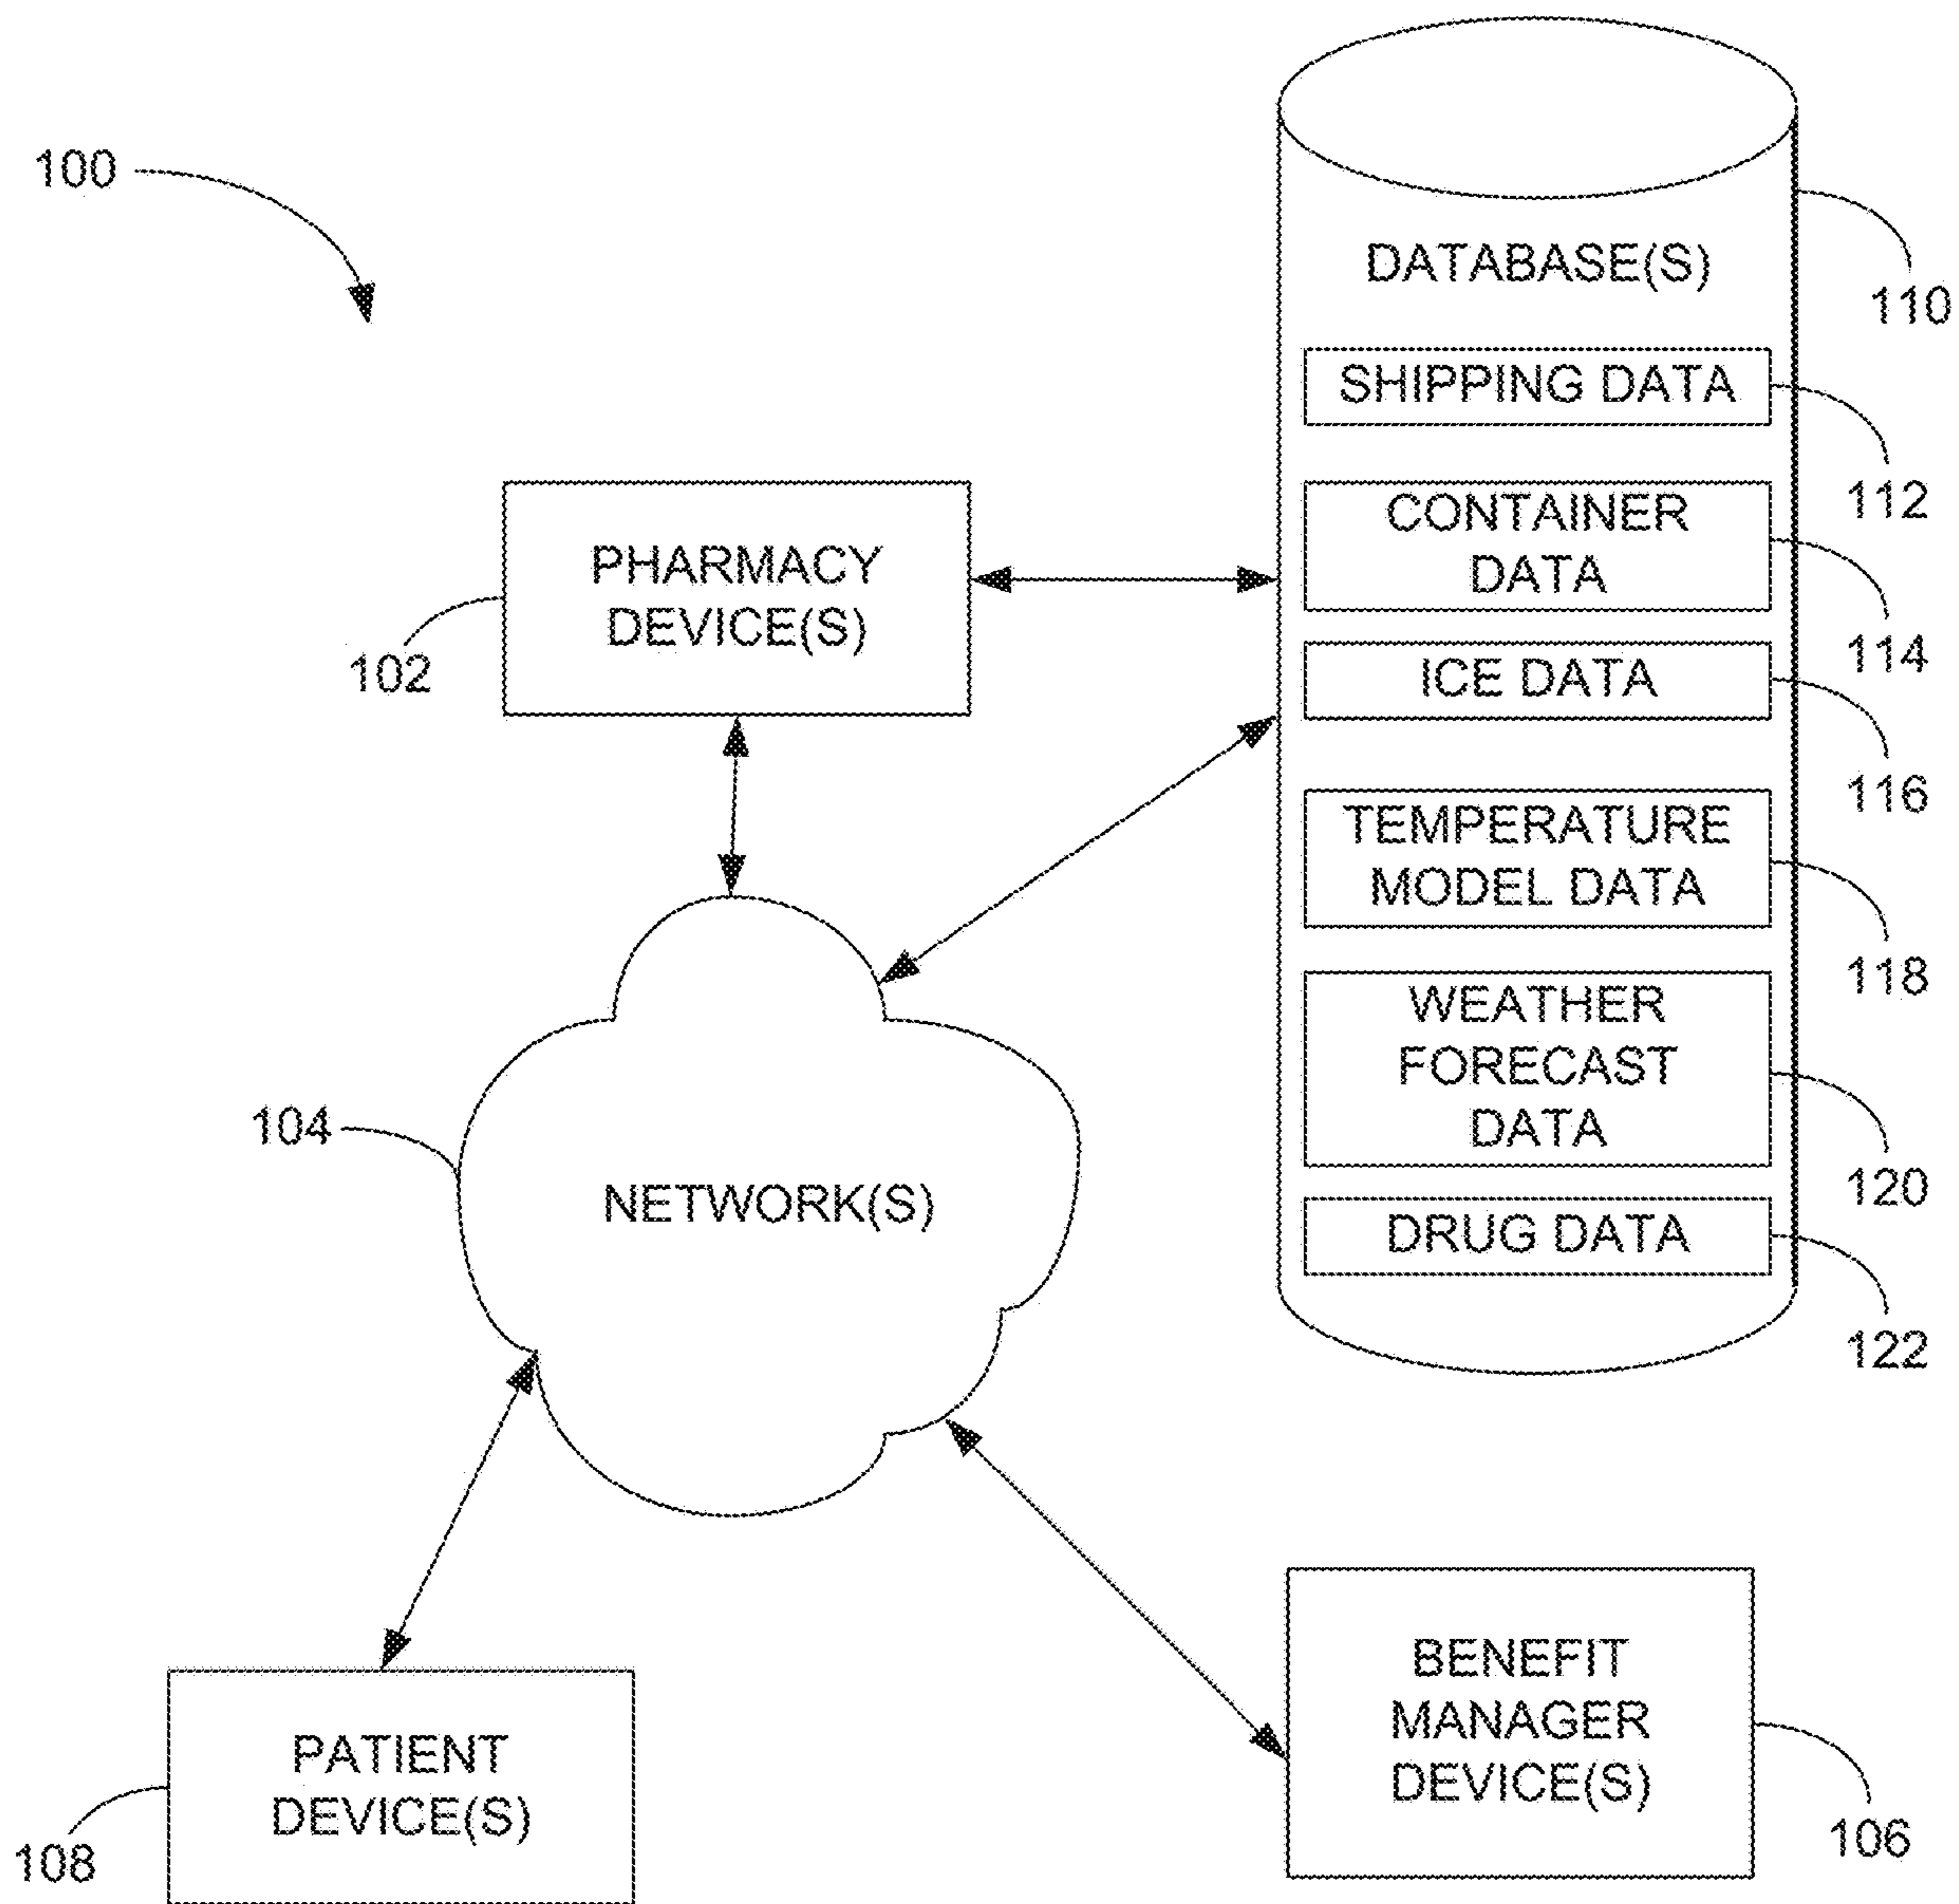 100
DATABASE(S)
110
SHIPPING DATA
112
CONTAINER
DATA
114
PHARMACY
DEVICE(S)
102
ICE DATA
116
TEMPERATURE
MODEL DATA
118
WEATHER
FORECAST
DATA
120
104
NETWORK(S)
DRUG DATA
122
BENEFIT
MANAGER
DEVICE(S)
106
PATIENT
DEVICE(S)
108